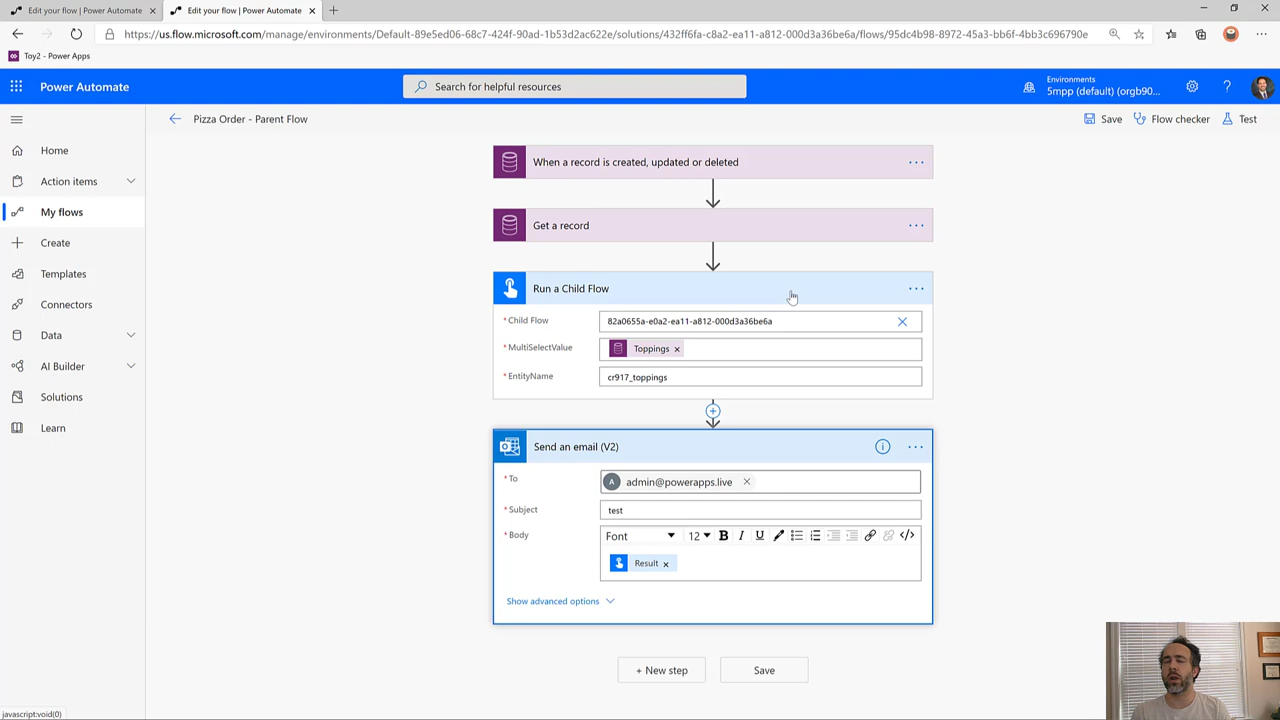 Edit your flow | Power Automate
Edit your flow | Power Automate
https://us.flow.microsoft.com/manage/environments/Default-89e5ed06-68c7-424f-90ad-1b53d2ac622e/solutions/432ff6fa-c8a2-ea11-a812-000d3a36be6a/flows/95dc4b98-8972-45a3-bb6f-4bb3c696790e
Toy2 - Power Apps
Power Automate
Search for helpful resources
Environments
5mpp (default) (orgb90...
Pizza Order - Parent Flow
Save
Flow checker
Test
Home
Action items
My flows
Create
Templates
Connectors
Data
AI Builder
Solutions
Learn
When a record is created, updated or deleted
Get a record
Run a Child Flow
* Child Flow
82a0655a-e0a2-ea11-a812-000d3a36be6a
* MultiSelectValue
Toppings
* EntityName
cr917_toppings
Send an email (V2)
* To
A admin@powerapps.live
* Subject
test
* Body
Font 12 B I U
Result
Show advanced options
+ New step
Save
javascript:void(0)